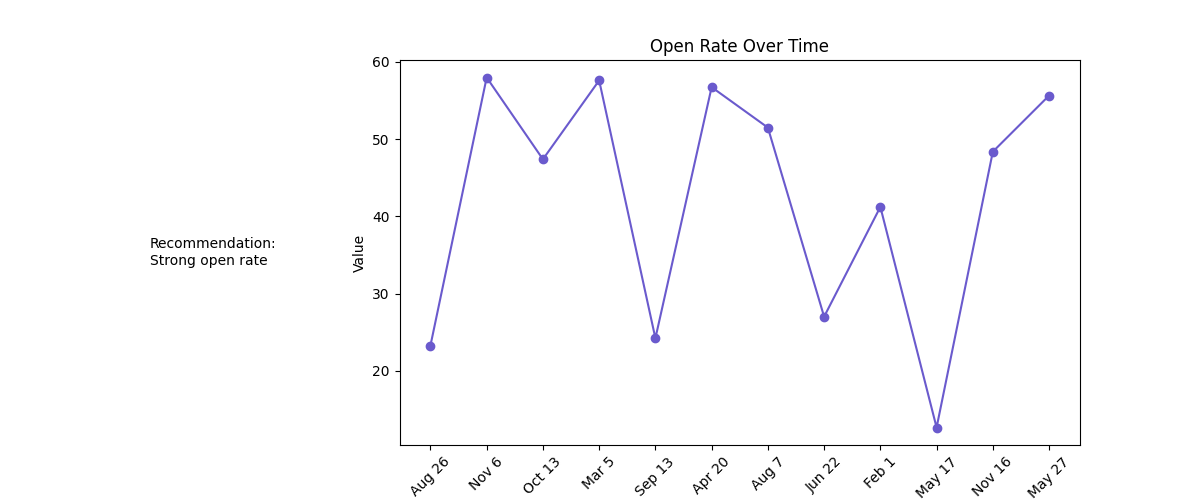 Open Rate Over Time
Recommendation:
Strong open rate
Value
60
50
40
30
20
Aug 26
Nov 6
Oct 13
Mar 5
Sep 13
Apr 20
Aug 7
Jun 22
Feb 1
May 17
Nov 16
May 27